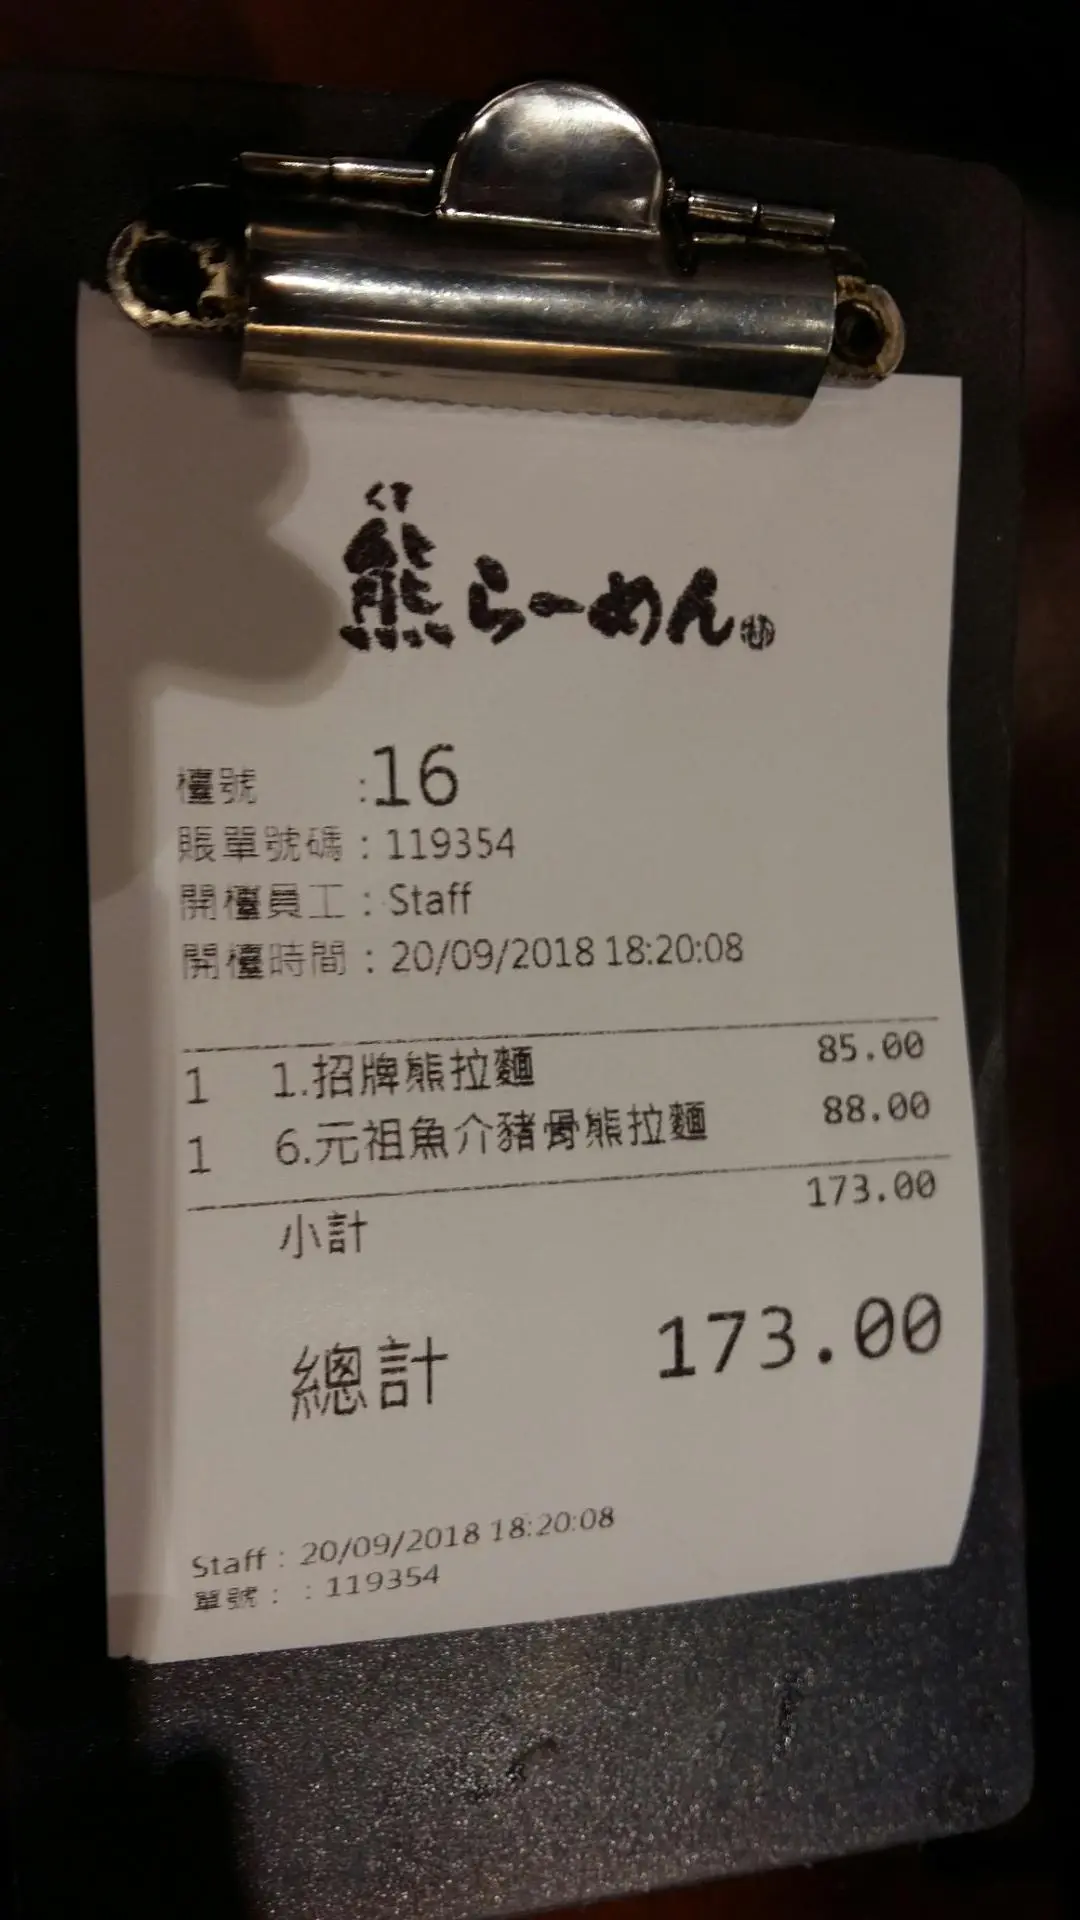 くま
熊らーめん
檯號 :16
賬單號碼：119354
開檯員工：Staff
開檯時間：20/09/2018 18:20:08
1 1.招牌熊拉麵 85.00
1 6.元祖魚介豬骨熊拉麵 88.00
小計 173.00
總計 173.00
Staff : 20/09/2018 18:20:08
單號： : 119354